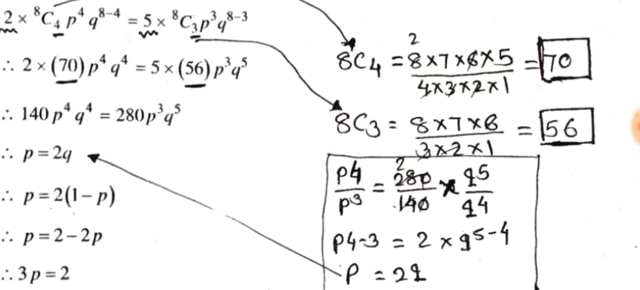 2 × ⁸C₄ p⁴ q⁸⁻⁴ = 5 × ⁸C₃ p³ q⁸⁻³
∴ 2 × (70) p⁴ q⁴ = 5 × (56) p³ q⁵
∴ 140 p⁴ q⁴ = 280 p³ q⁵
∴ p = 2q
∴ p = 2(1 − p)
∴ p = 2 − 2p
∴ 3p = 2
8C4 = 8×7×6×5 / 4×3×2×1 = 70
2
8C3 = 8×7×6 / 3×2×1 = 56
p4 / p3 = 280 / 140 × q5 / q4
2
p4-3 = 2 × q5-4
p = 2q